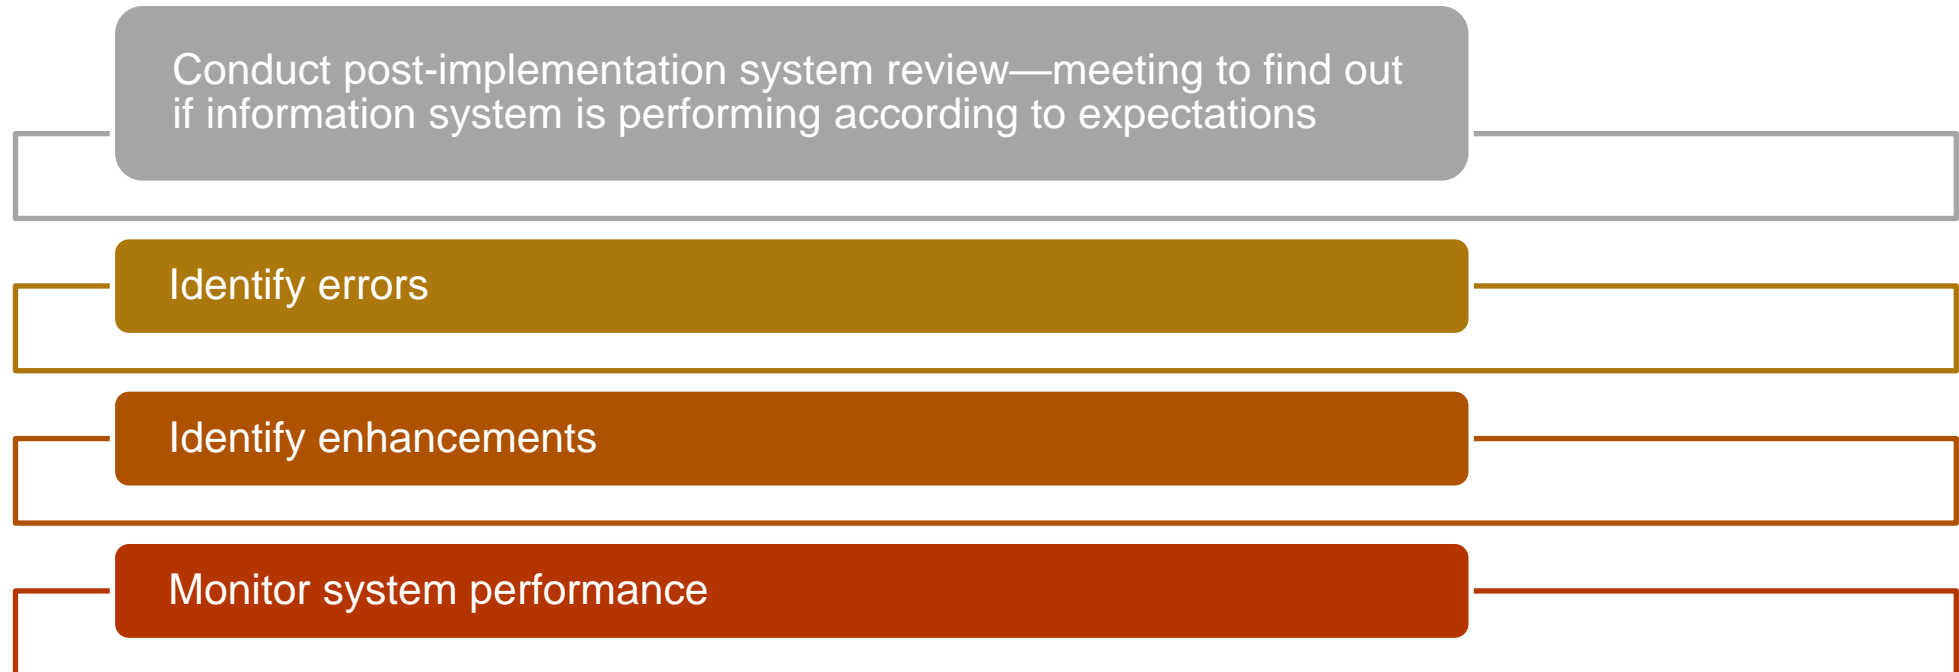 Conduct post-implementation system review—meeting to find out
if information system is performing according to expectations
Identify errors
Identify enhancements
Monitor system performance